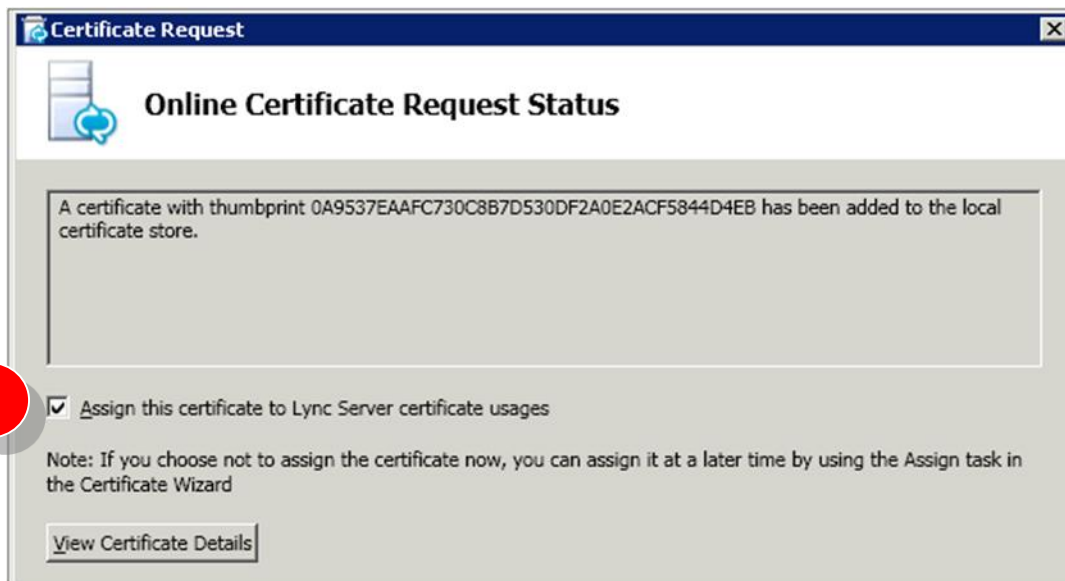 Certificate Request
Online Certificate Request Status
A certificate with thumbprint 0A9537EAAFC730C8B7D530DF2A0E2ACF5844D4EB has been added to the local
certificate store.
Assign this certificate to Lync Server certificate usages
Note: If you choose not to assign the certificate now, you can assign it at a later time by using the Assign task in
the Certificate Wizard
View Certificate Details